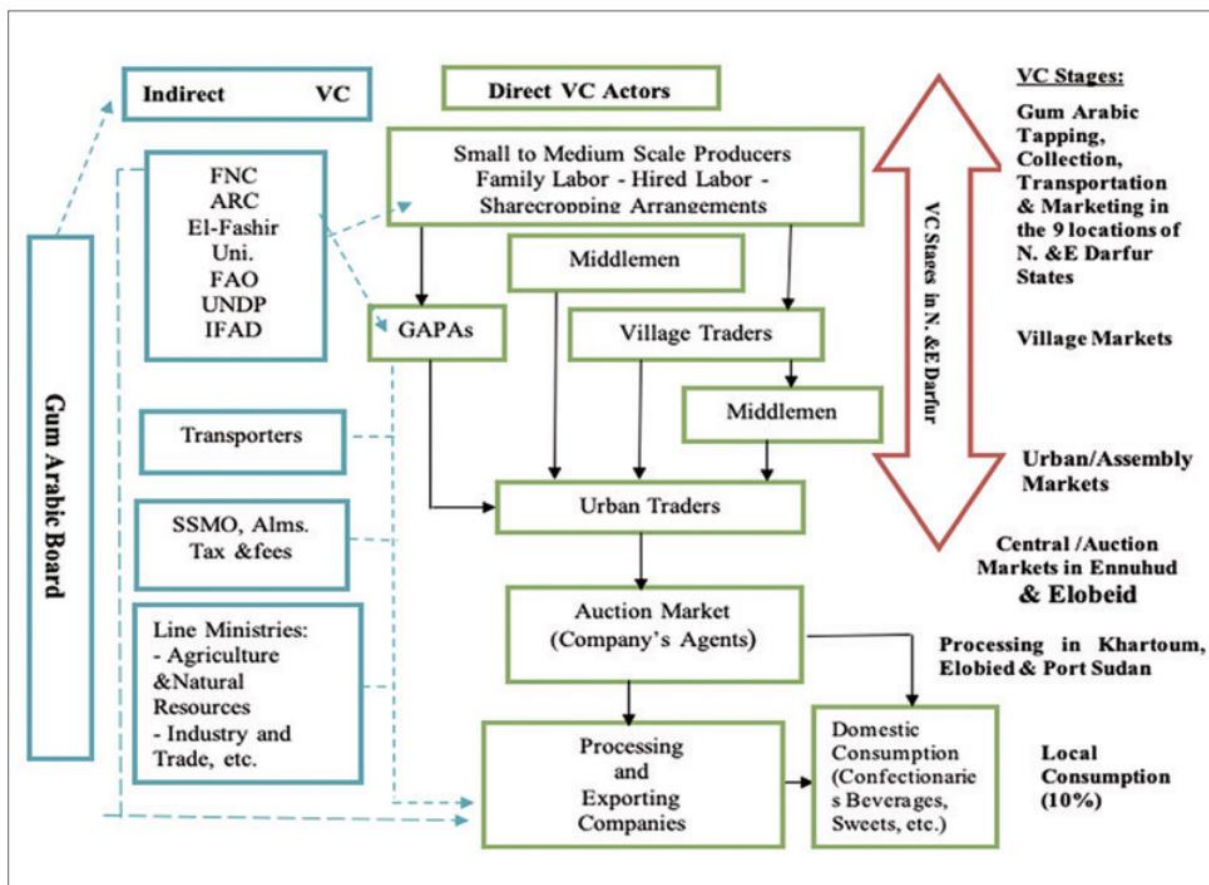 Indirect VC
Direct VC Actors
VC Stages:
Gum Arabic
Tapping,
Collection,
Transportation
& Marketing in
the 9 locations of
N. &E Darfur
States
Small to Medium Scale Producers
Family Labor - Hired Labor -
Sharecropping Arrangements
FNC
ARC
El-Fashir
Uni.
FAO
UNDP
IFAD
Middlemen
GAPAs
Village Traders
Village Markets
VC Stages in N. &E Darfur
Gum Arabic Board
Middlemen
Transporters
Urban/Assembly
Markets
Urban Traders
SSMO, Alms.
Tax &fees
Central /Auction
Markets in Ennuhud
& Elobeid
Auction Market
(Company's Agents)
Line Ministries:
- Agriculture
&Natural
Resources
- Industry and
Trade, etc.
Processing in Khartoum,
Elobied & Port Sudan
Processing
and
Exporting
Companies
Domestic
Consumption
(Confectionarie
s Beverages,
Sweets, etc.)
Local
Consumption
(10%)